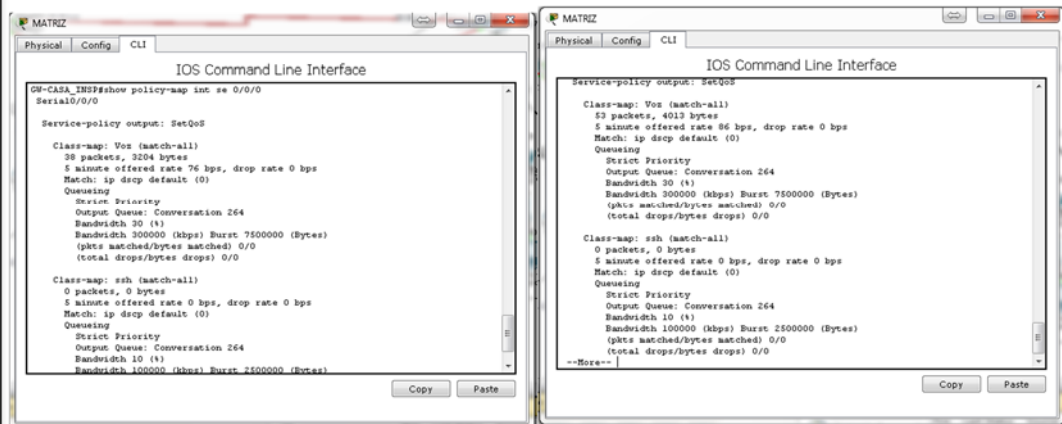 MATRIZ
Physical Config CLI
IOS Command Line Interface
GW-CASA_INSP#show policy-map int se 0/0/0
Serial0/0/0
Service-policy output: SetQoS
Class-map: Voz (match-all)
38 packets, 3204 bytes
5 minute offered rate 76 bps, drop rate 0 bps
Match: ip dscp default (0)
Queueing
Strict Priority
Output Queue: Conversation 264
Bandwidth 30 (%)
Bandwidth 300000 (kbps) Burst 7500000 (Bytes)
(pkts matched/bytes matched) 0/0
(total drops/bytes drops) 0/0
Class-map: ssh (match-all)
0 packets, 0 bytes
5 minute offered rate 0 bps, drop rate 0 bps
Match: ip dscp default (0)
Queueing
Strict Priority
Output Queue: Conversation 264
Bandwidth 10 (%)
Bandwidth 100000 (kbps) Burst 2500000 (Bytes)
Copy Paste
MATRIZ
Physical Config CLI
IOS Command Line Interface
Service-policy output: SetQoS
Class-map: Voz (match-all)
53 packets, 4013 bytes
5 minute offered rate 86 bps, drop rate 0 bps
Match: ip dscp default (0)
Queueing
Strict Priority
Output Queue: Conversation 264
Bandwidth 30 (%)
Bandwidth 300000 (kbps) Burst 7500000 (Bytes)
(pkts matched/bytes matched) 0/0
(total drops/bytes drops) 0/0
Class-map: ssh (match-all)
0 packets, 0 bytes
5 minute offered rate 0 bps, drop rate 0 bps
Match: ip dscp default (0)
Queueing
Strict Priority
Output Queue: Conversation 264
Bandwidth 10 (%)
Bandwidth 100000 (kbps) Burst 2500000 (Bytes)
(pkts matched/bytes matched) 0/0
(total drops/bytes drops) 0/0
--More--
Copy Paste